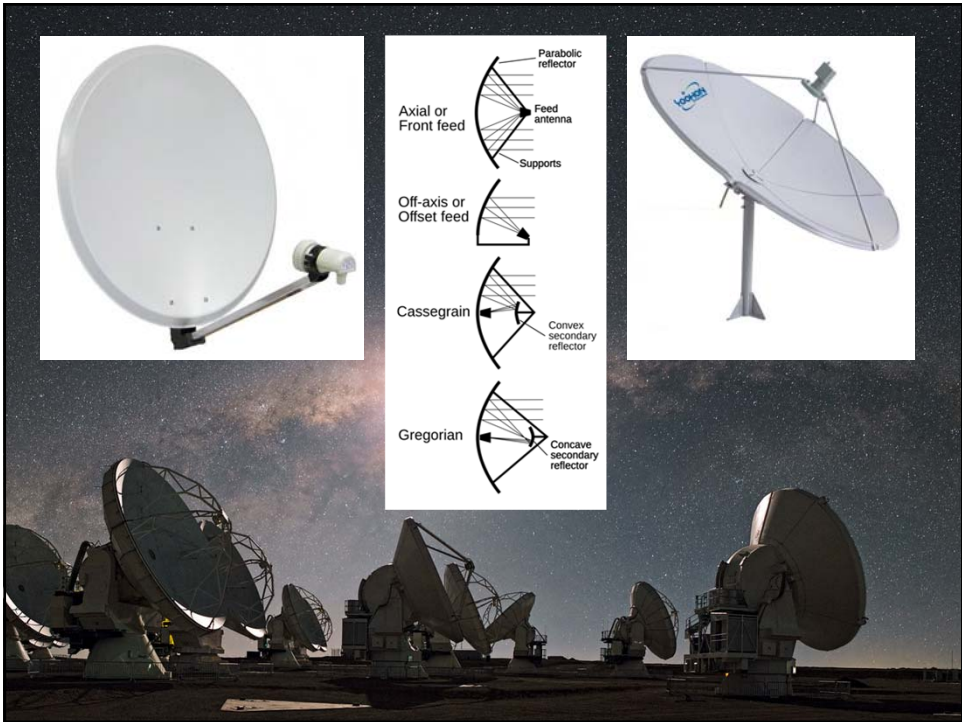 Parabolic
reflector
Axial or
Front feed
Feed
antenna
Supports
Off-axis or
Offset feed
Cassegrain
Convex
secondary
reflector
Gregorian
Concave
secondary
reflector
YOOHON